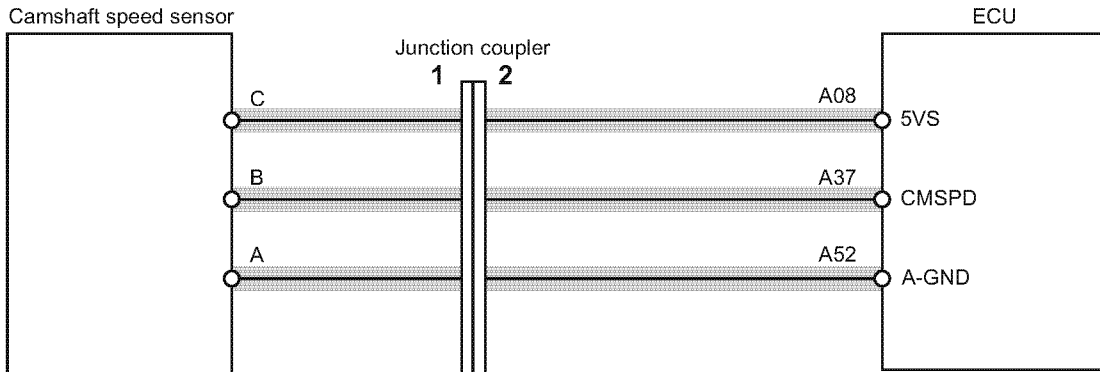 Camshaft speed sensor
ECU
Junction coupler
1 2
C
A08
5VS
B
A37
CMSPD
A
A52
A-GND